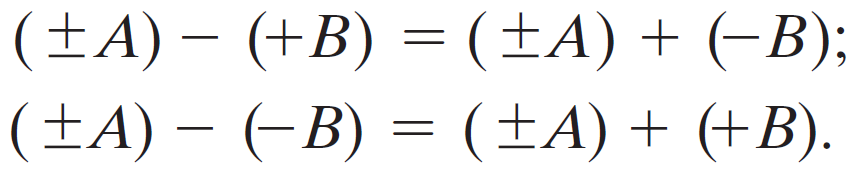 (±A) − (+B) = (±A) + (−B);
(±A) − (−B) = (±A) + (+B).